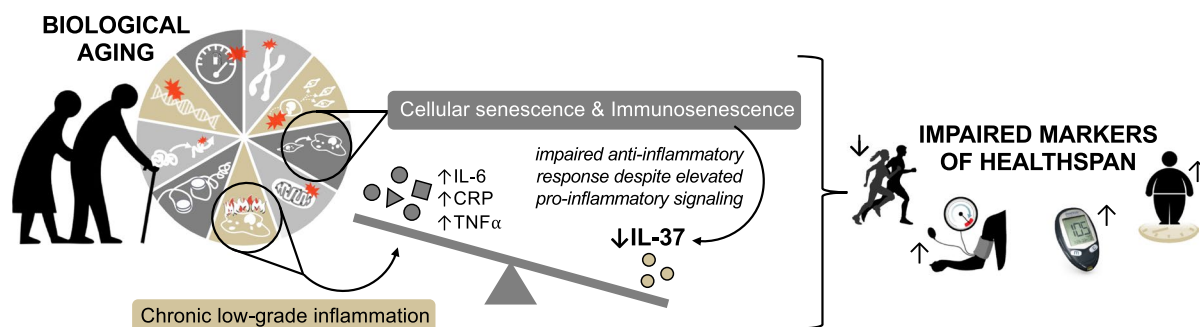 BIOLOGICAL
AGING
Cellular senescence & Immunosenescence
impaired anti-inflammatory
response despite elevated
pro-inflammatory signaling
↑IL-6
↑CRP
↑TNFα
↓IL-37
Chronic low-grade inflammation
IMPAIRED MARKERS
OF HEALTHSPAN